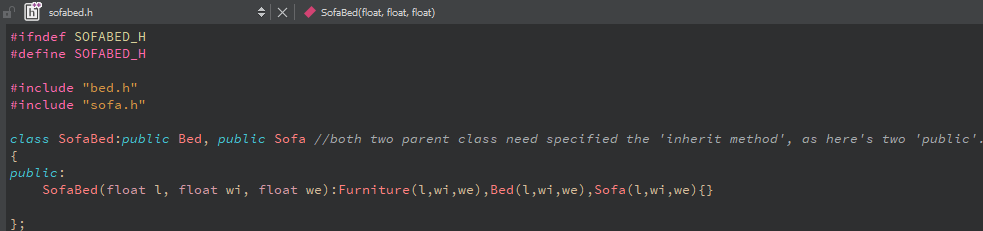 sofabed.h SofaBed(float, float, float)
#ifndef SOFABED_H
#define SOFABED_H
#include "bed.h"
#include "sofa.h"
class SofaBed:public Bed, public Sofa //both two parent class need specified the 'inherit method', as here's two 'public'.
{
public:
SofaBed(float l, float wi, float we):Furniture(l,wi,we),Bed(l,wi,we),Sofa(l,wi,we){}
};